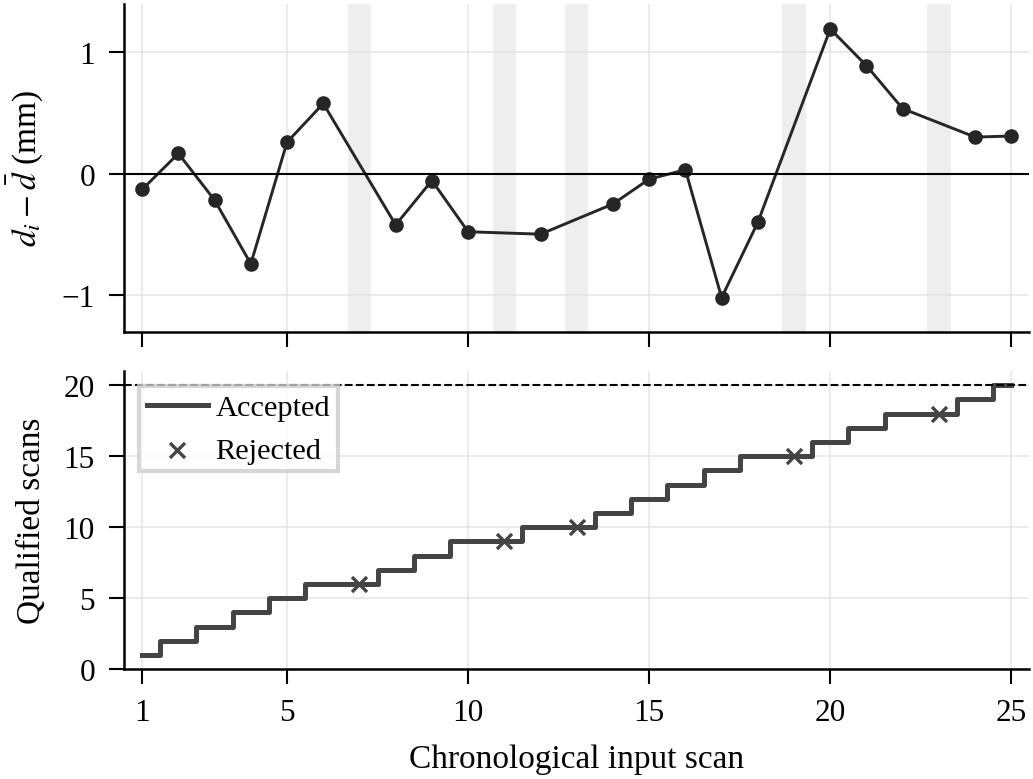 1
0
−1
dᵢ − d̄ (mm)
20
15
10
5
0
Qualified scans
Accepted
Rejected
1 5 10 15 20 25
Chronological input scan